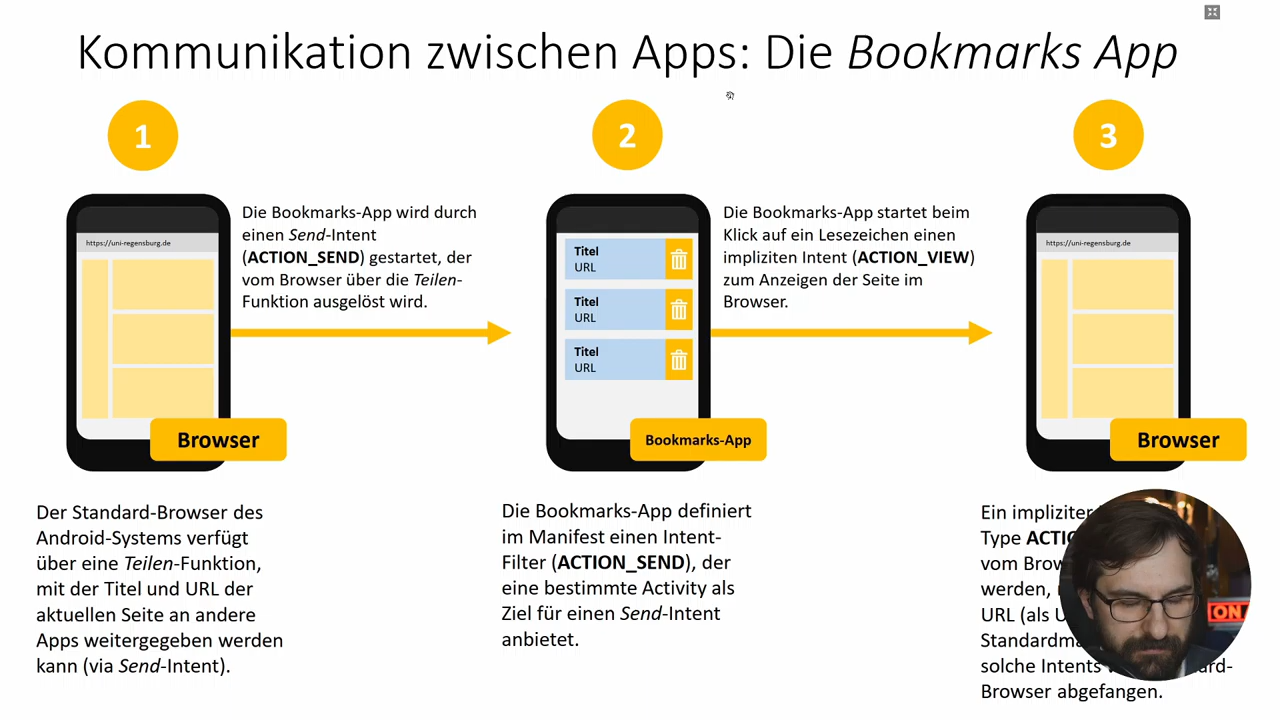 Kommunikation zwischen Apps: Die Bookmarks App
1
2
3
https://uni-regensburg.de
Browser
Die Bookmarks-App wird durch
einen Send-Intent
(ACTION_SEND) gestartet, der
vom Browser über die Teilen-
Funktion ausgelöst wird.
Titel
URL
Titel
URL
Titel
URL
Bookmarks-App
Die Bookmarks-App startet beim
Klick auf ein Lesezeichen einen
impliziten Intent (ACTION_VIEW)
zum Anzeigen der Seite im
Browser.
https://uni-regensburg.de
Browser
Der Standard-Browser des
Android-Systems verfügt
über eine Teilen-Funktion,
mit der Titel und URL der
aktuellen Seite an andere
Apps weitergegeben werden
kann (via Send-Intent).
Die Bookmarks-App definiert
im Manifest einen Intent-
Filter (ACTION_SEND), der
eine bestimmte Activity als
Ziel für einen Send-Intent
anbietet.
Ein impliziter
Type
vom
werden,
URL (als
solche Intents
Browser abgefangen.
ON